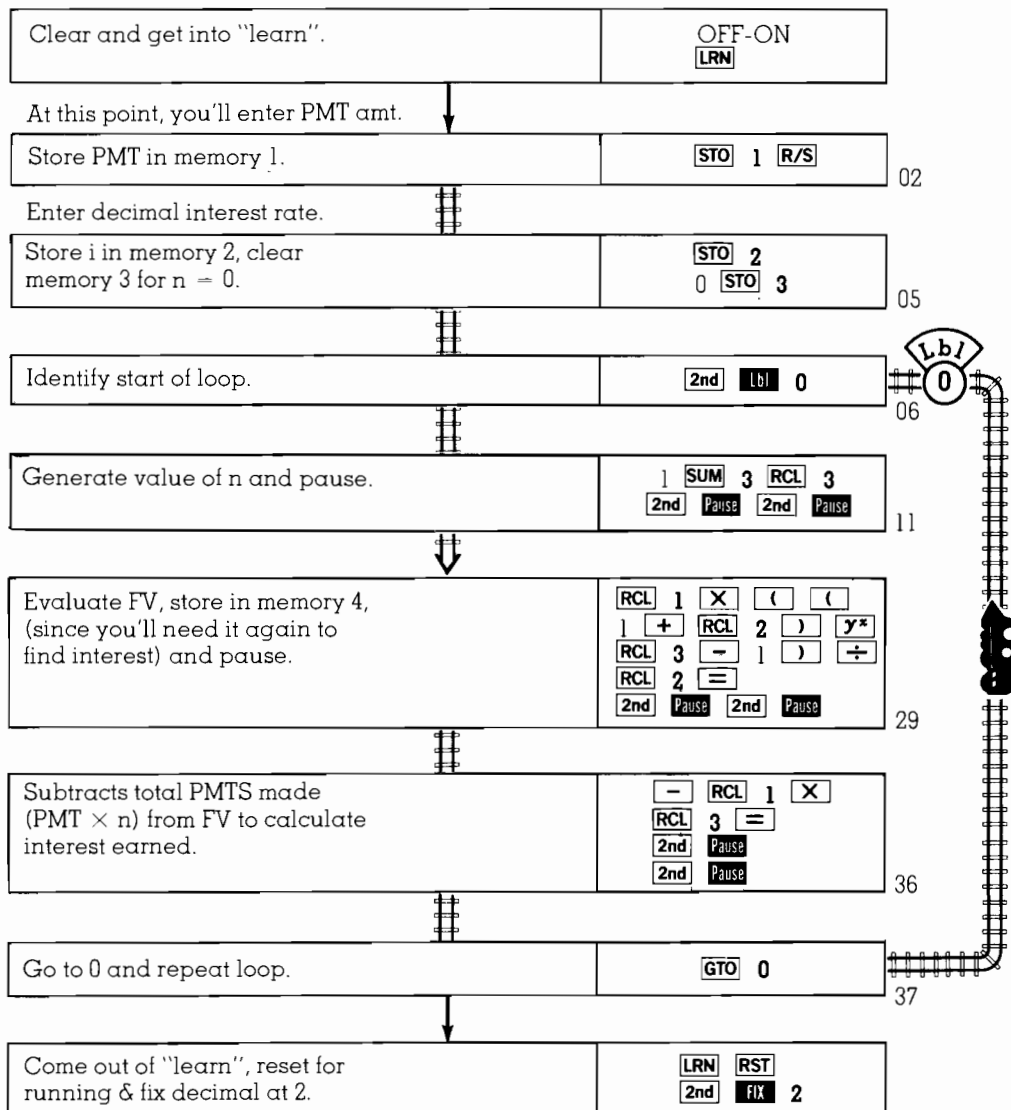 Clear and get into "learn".
OFF-ON
LRN
At this point, you'll enter PMT amt.
Store PMT in memory 1.
STO 1 R/S
02
Enter decimal interest rate.
Store i in memory 2, clear
memory 3 for n = 0.
STO 2
0 STO 3
05
Identify start of loop.
2nd Lbl 0
06
Lbl
0
Generate value of n and pause.
1 SUM 3 RCL 3
2nd Pause 2nd Pause
11
Evaluate FV, store in memory 4,
(since you'll need it again to
find interest) and pause.
RCL 1 X ( (
1 + RCL 2 ) yˣ
RCL 3 - 1 ) ÷
RCL 2 =
2nd Pause 2nd Pause
29
Subtracts total PMTS made
(PMT × n) from FV to calculate
interest earned.
- RCL 1 X
RCL 3 =
2nd Pause
2nd Pause
36
Go to 0 and repeat loop.
GTO 0
37
Come out of "learn", reset for
running & fix decimal at 2.
LRN RST
2nd FIX 2